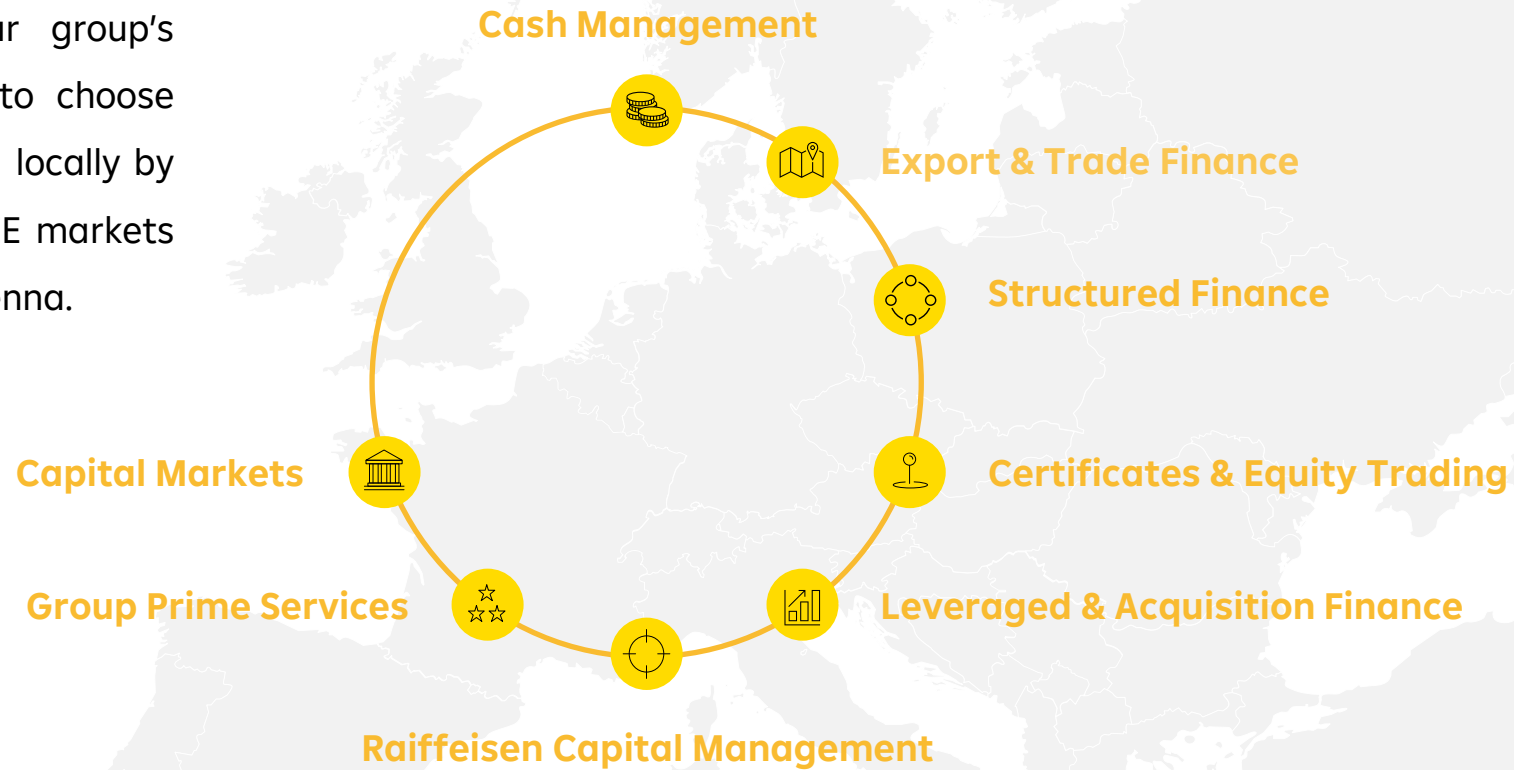 group's
to choose
locally by
markets
Cash Management
Export & Trade Finance
Structured Finance
Certificates & Equity Trading
Leveraged & Acquisition Finance
Raiffeisen Capital Management
Group Prime Services
Capital Markets